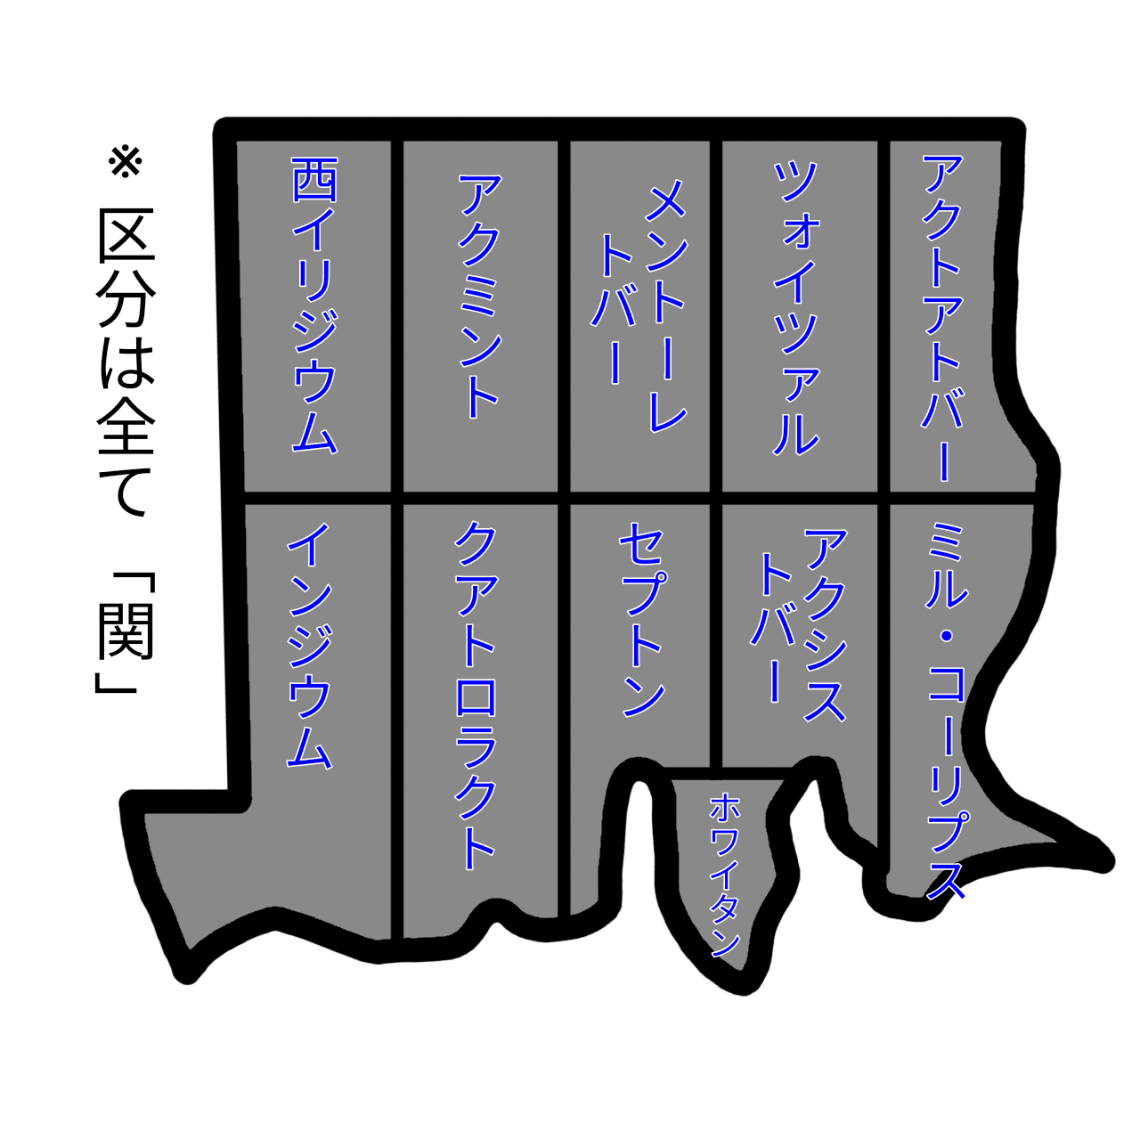 アクトアトバー
ツォイツァル
メントーレ
トバー
アクミント
西イリジウム
ミル・コーリプス
アクシス
トバー
セプトン
クアトロラクト
インジウム
ホワイタン
※ 区分は全て「関」